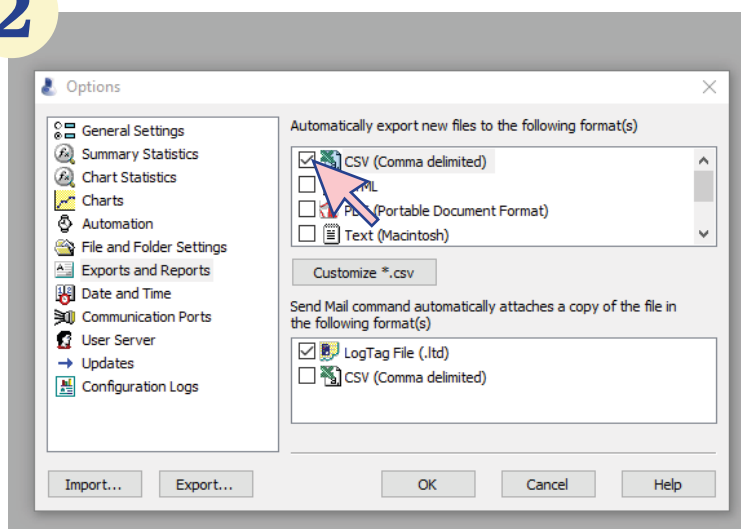 2
Options
General Settings
Summary Statistics
Chart Statistics
Charts
Automation
File and Folder Settings
Exports and Reports
Date and Time
Communication Ports
User Server
Updates
Configuration Logs
Automatically export new files to the following format(s)
CSV (Comma delimited)
(Portable Document Format)
Text (Macintosh)
Customize *.csv
Send Mail command automatically attaches a copy of the file in
the following format(s)
LogTag File (.ltd)
CSV (Comma delimited)
Import...
Export...
OK
Cancel
Help